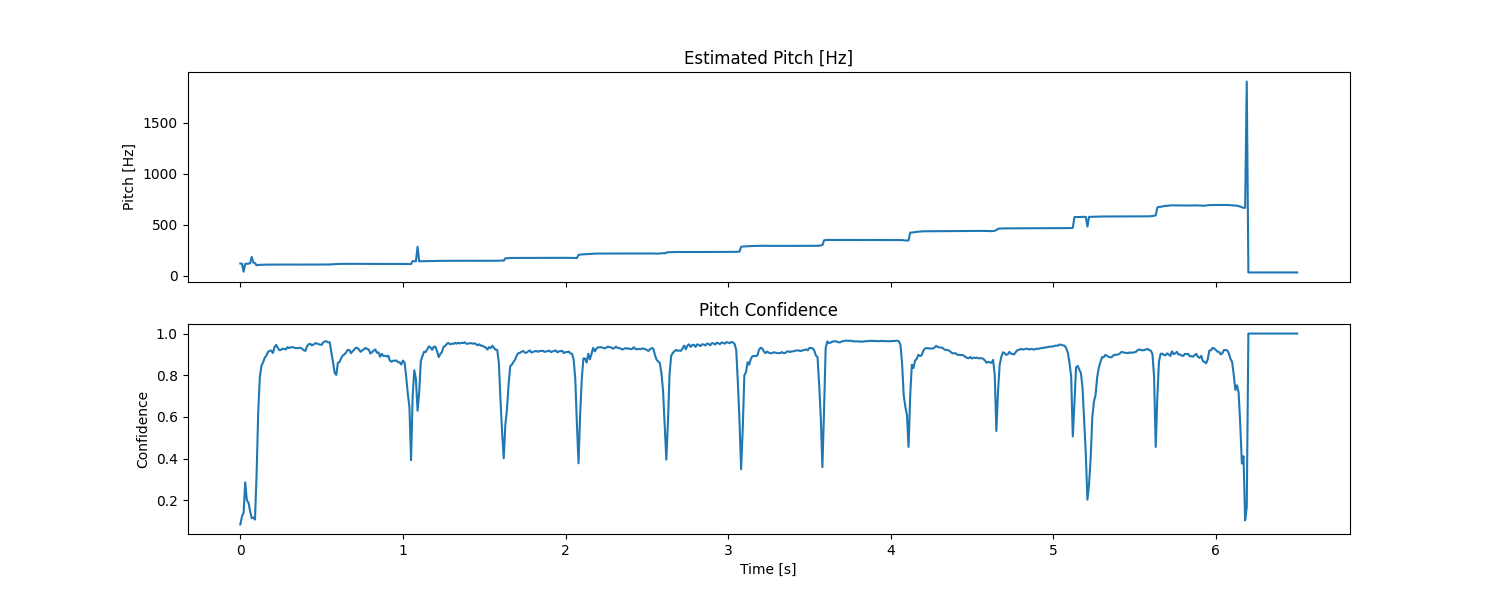 Estimated Pitch [Hz]
Pitch [Hz]
1500
1000
500
0
Pitch Confidence
Confidence
1.0
0.8
0.6
0.4
0.2
0 1 2 3 4 5 6
Time [s]